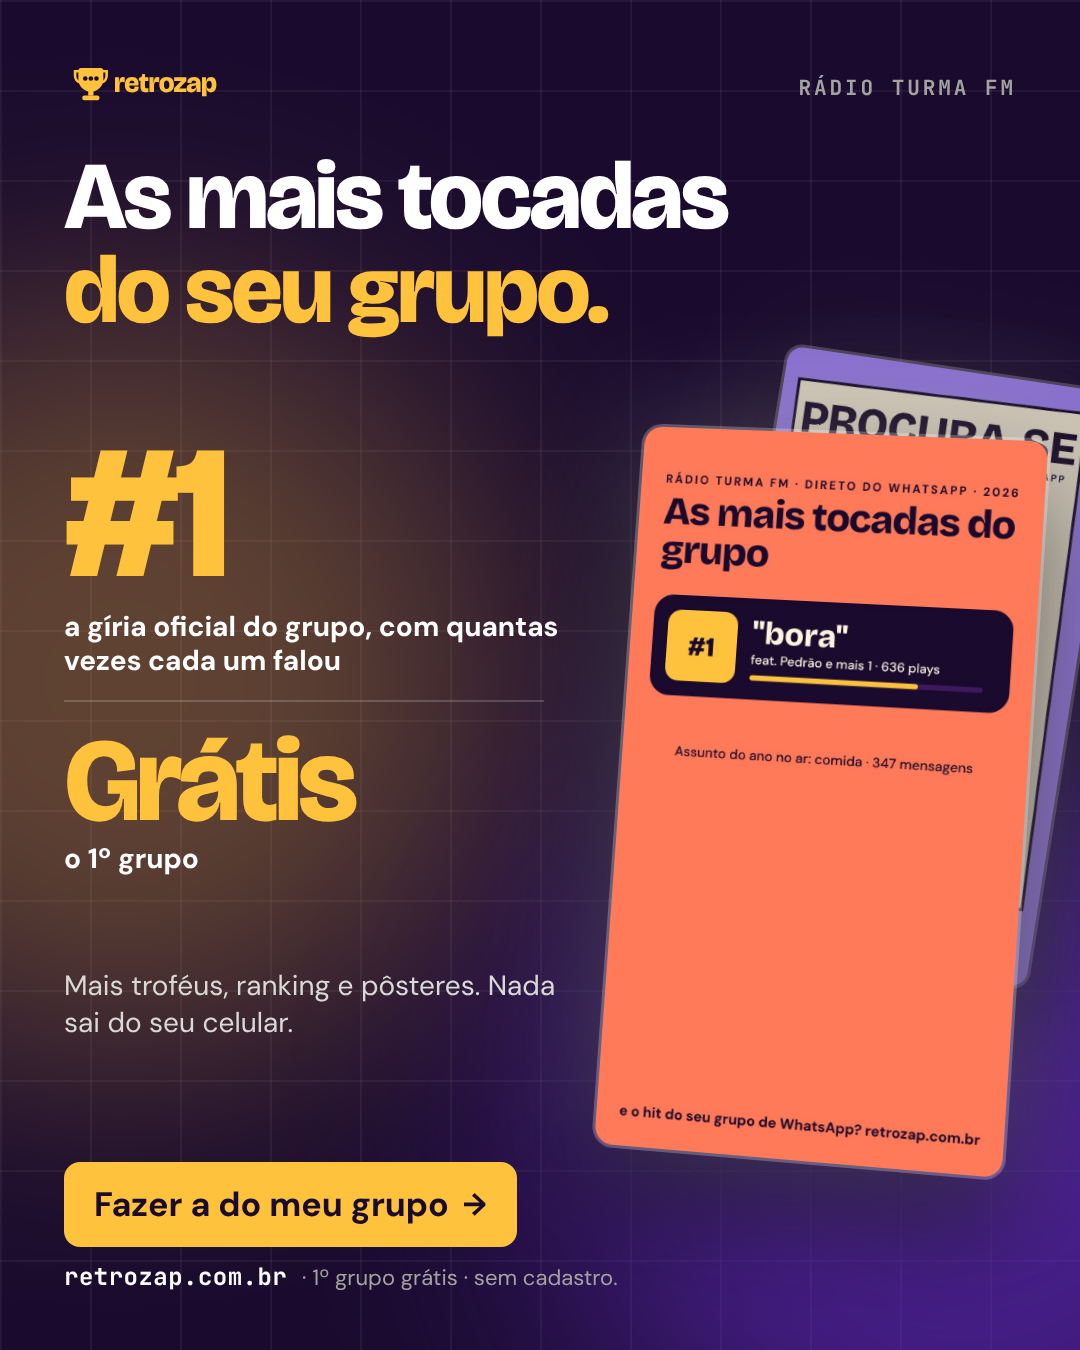 retrozap
RÁDIO TURMA FM
As mais tocadas
do seu grupo.
#1
a gíria oficial do grupo, com quantas
vezes cada um falou
Grátis
o 1º grupo
Mais troféus, ranking e pôsteres. Nada
sai do seu celular.
Fazer a do meu grupo →
retrozap.com.br · 1º grupo grátis · sem cadastro.
PROCURA-SE
APP
RÁDIO TURMA FM · DIRETO DO WHATSAPP · 2026
As mais tocadas do
grupo
#1
"bora"
feat. Pedrão e mais 1 · 636 plays
Assunto do ano no ar: comida · 347 mensagens
e o hit do seu grupo de WhatsApp? retrozap.com.br